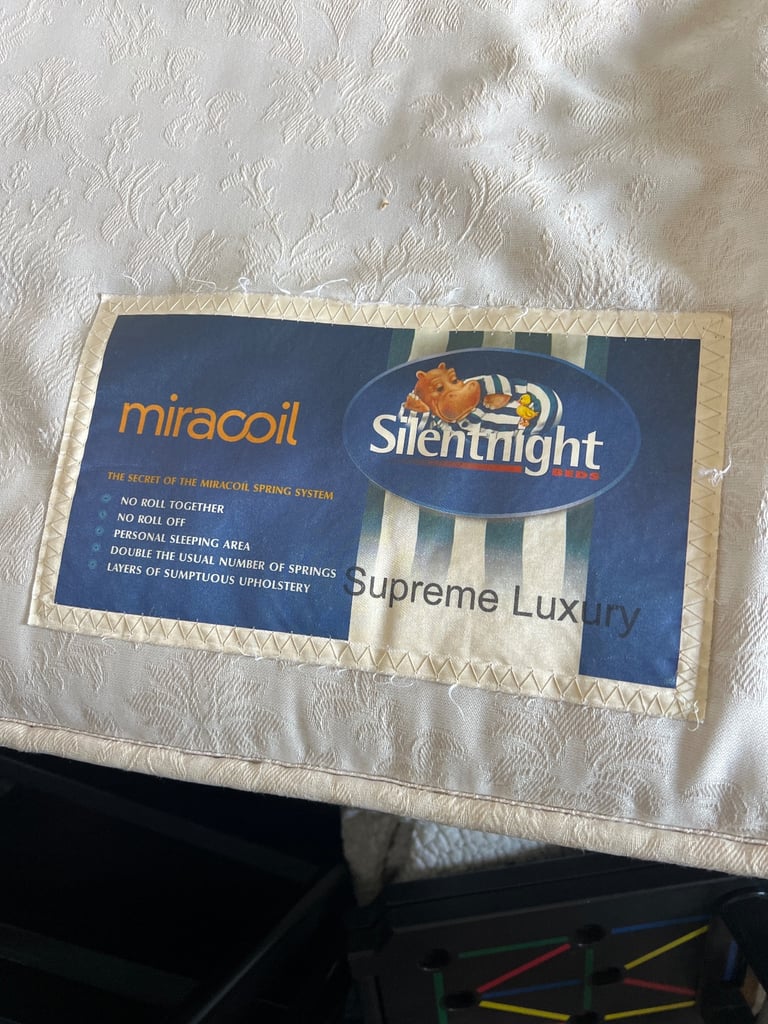 miracoil
THE SECRET OF THE MIRACOIL SPRING SYSTEM
NO ROLL TOGETHER
NO ROLL OFF
PERSONAL SLEEPING AREA
DOUBLE THE USUAL NUMBER OF SPRINGS
LAYERS OF SUMPTUOUS UPHOLSTERY
Silentnight
BEDS
Supreme Luxury